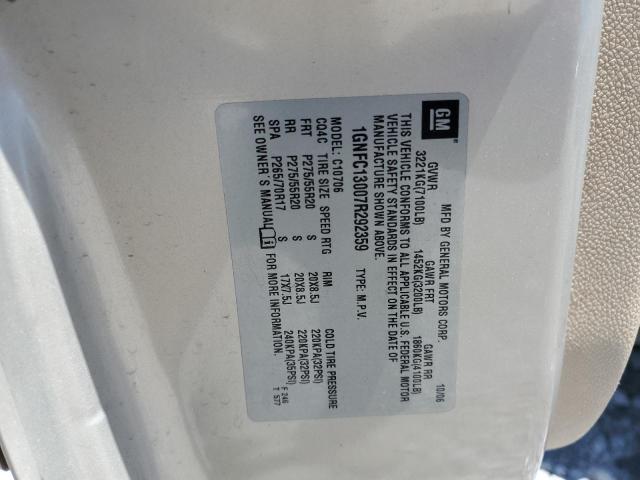 GM
MFD BY GENERAL MOTORS CORP. 10/06
GVWR GAWR FRT GAWR RR
3221KG(7100LB) 1452KG(3200LB) 1860KG(4100LB)
THIS VEHICLE CONFORMS TO ALL APPLICABLE U.S. FEDERAL MOTOR
VEHICLE SAFETY STANDARDS IN EFFECT ON THE DATE OF
MANUFACTURE SHOWN ABOVE.
1GNFC13007R292359 TYPE: M.P.V.
MODEL: C10706
C04C TIRE SIZE SPEED RTG RIM COLD TIRE PRESSURE
FRT P275/55R20 S 20X8.5J 220KPA(32PSI)
RR P275/55R20 S 20X8.5J 220KPA(32PSI)
SPA P265/70R17 S 17X7.5J 240KPA(35PSI)
SEE OWNER'S MANUAL FOR MORE INFORMATION.
F 246
T 577